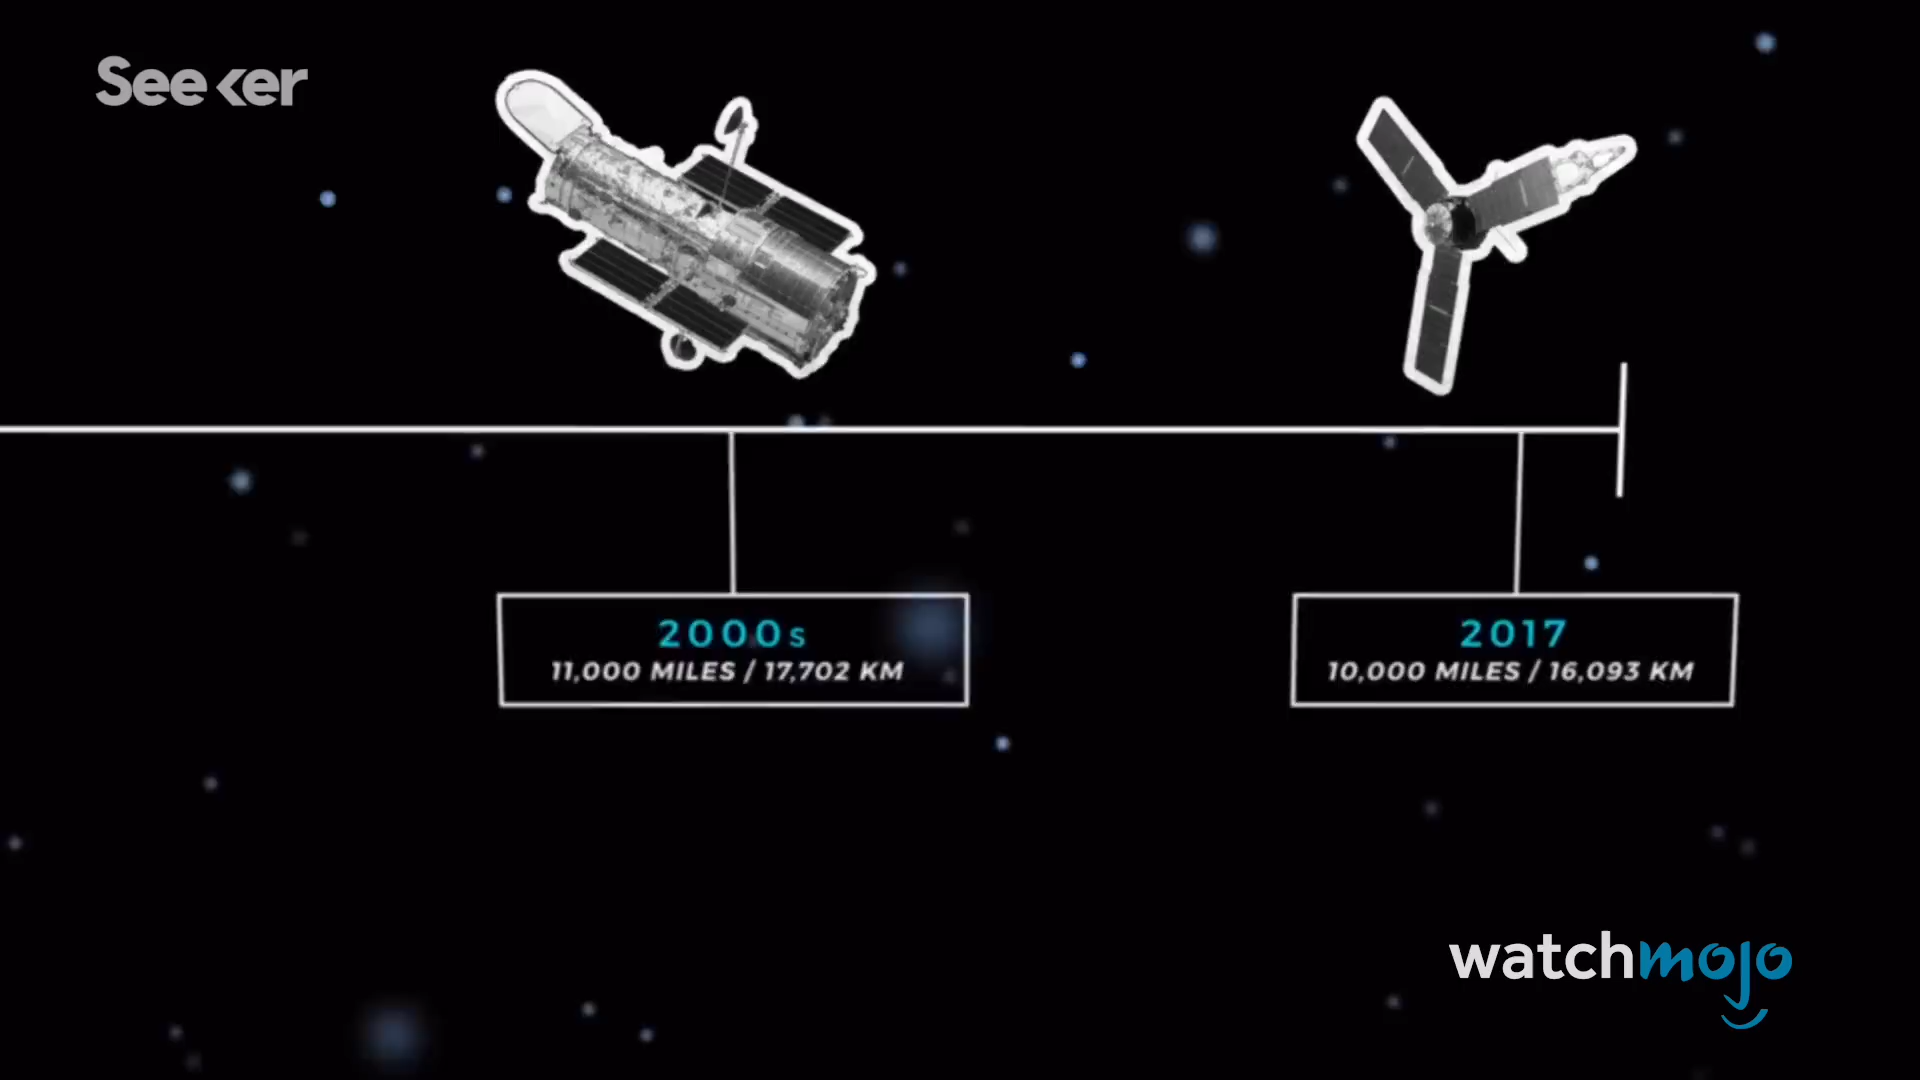 Seeker
2000s
11,000 MILES / 17,702 KM
2017
10,000 MILES / 16,093 KM
watchmojo